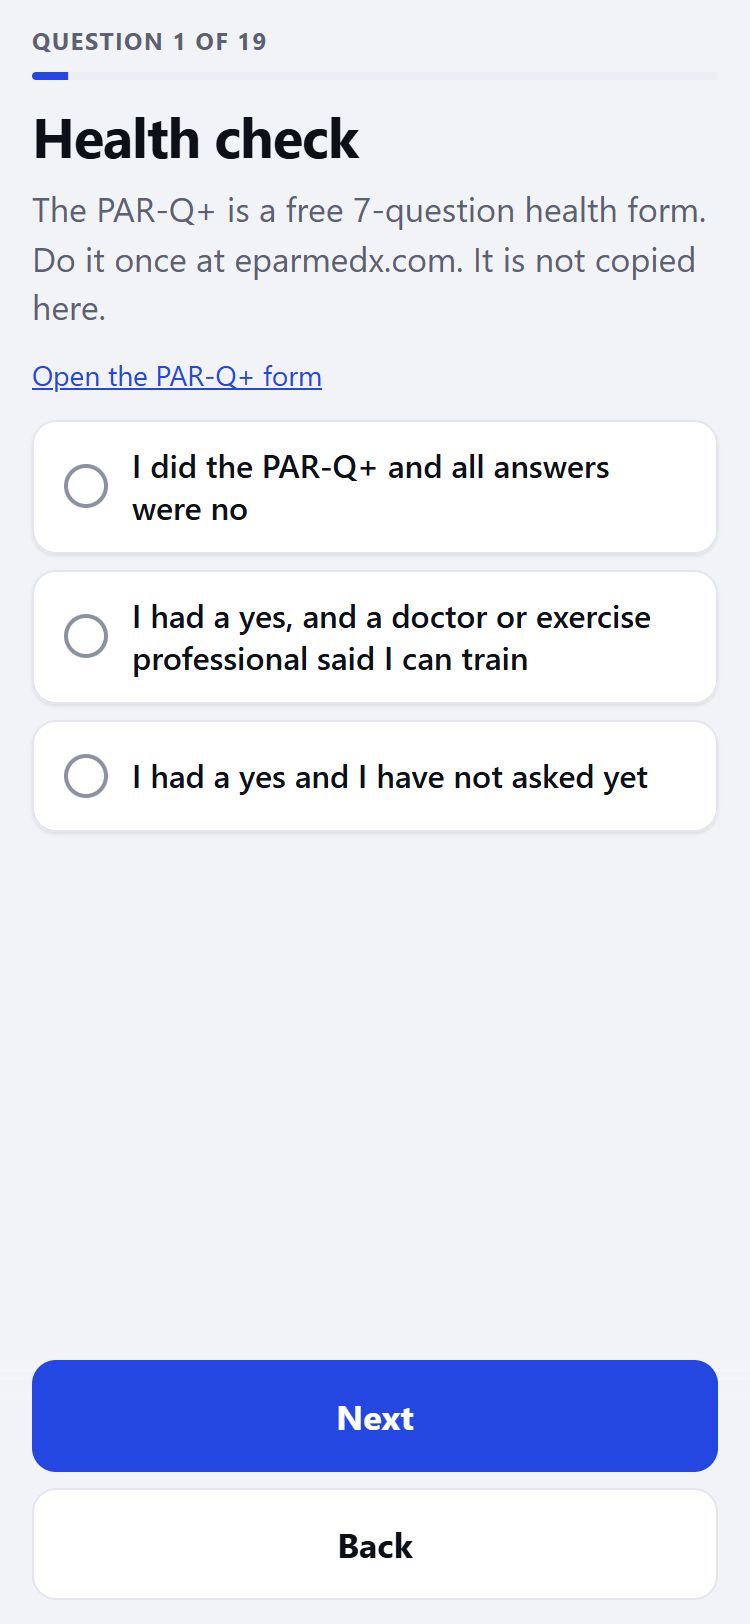 QUESTION 1 OF 19
Health check
The PAR-Q+ is a free 7-question health form.
Do it once at eparmedx.com. It is not copied
here.
Open the PAR-Q+ form
I did the PAR-Q+ and all answers
were no
I had a yes, and a doctor or exercise
professional said I can train
I had a yes and I have not asked yet
Next
Back